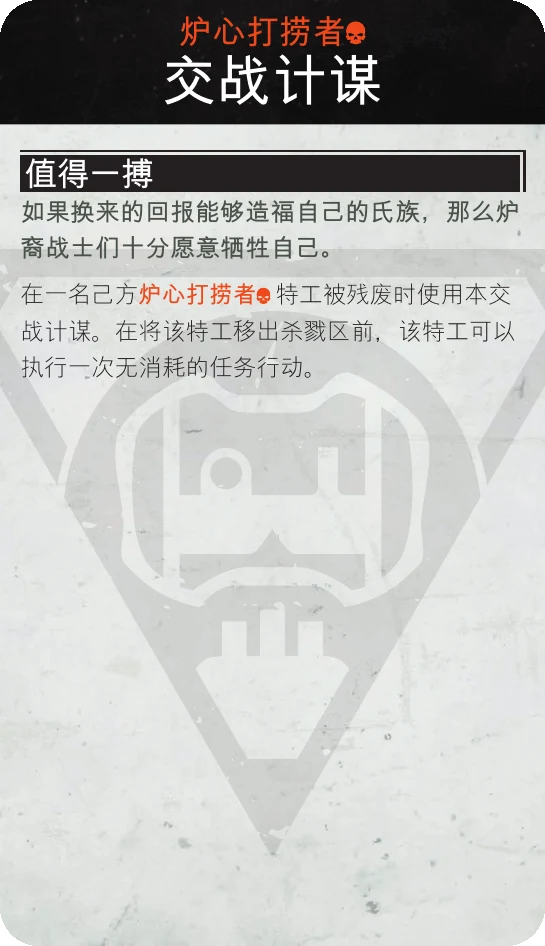 炉心打捞者
交战计谋
值得一搏
如果换来的回报能够造福自己的氏族，那么炉
裔战士们十分愿意牺牲自己。
在一名己方炉心打捞者特工被残废时使用本交
战计谋。在将该特工移出杀戮区前，该特工可以
执行一次无消耗的任务行动。